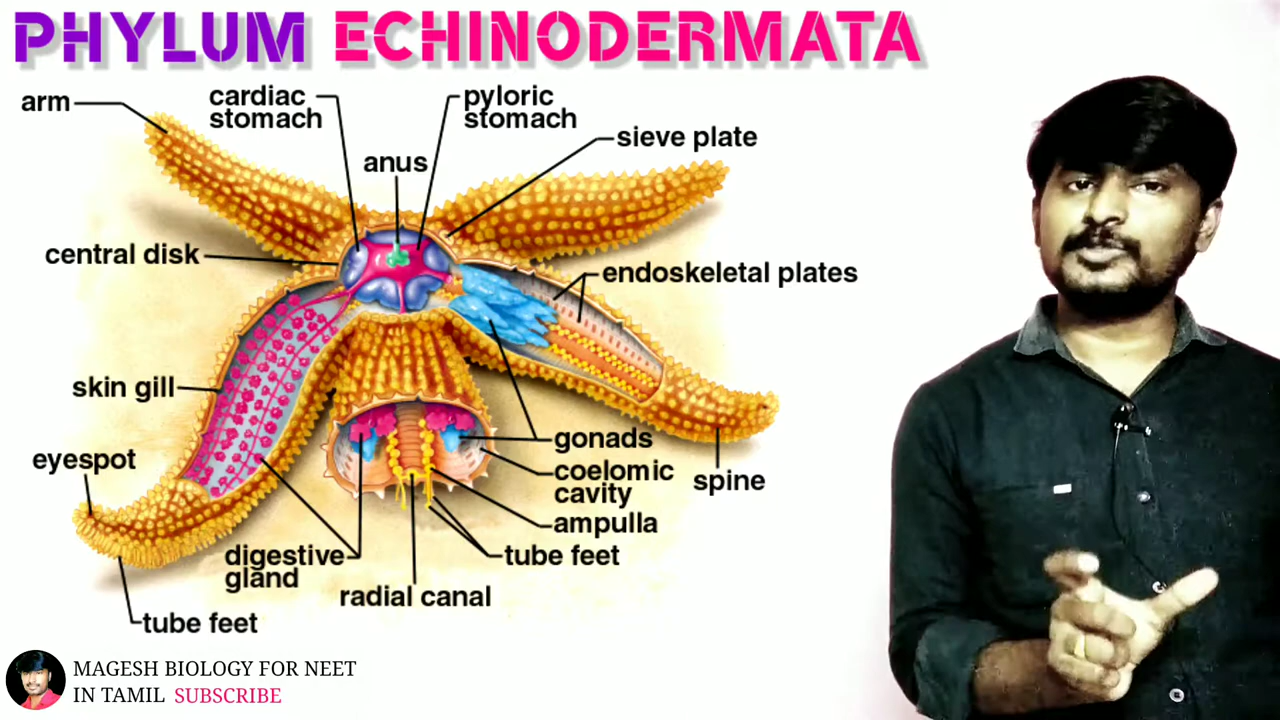 PHYLUM ECHINODERMATA
arm
cardiac
stomach
pyloric
stomach
sieve plate
anus
central disk
endoskeletal plates
skin gill
gonads
eyespot
coelomic
cavity
spine
ampulla
digestive
gland
tube feet
radial canal
tube feet
MAGESH BIOLOGY FOR NEET
IN TAMIL SUBSCRIBE